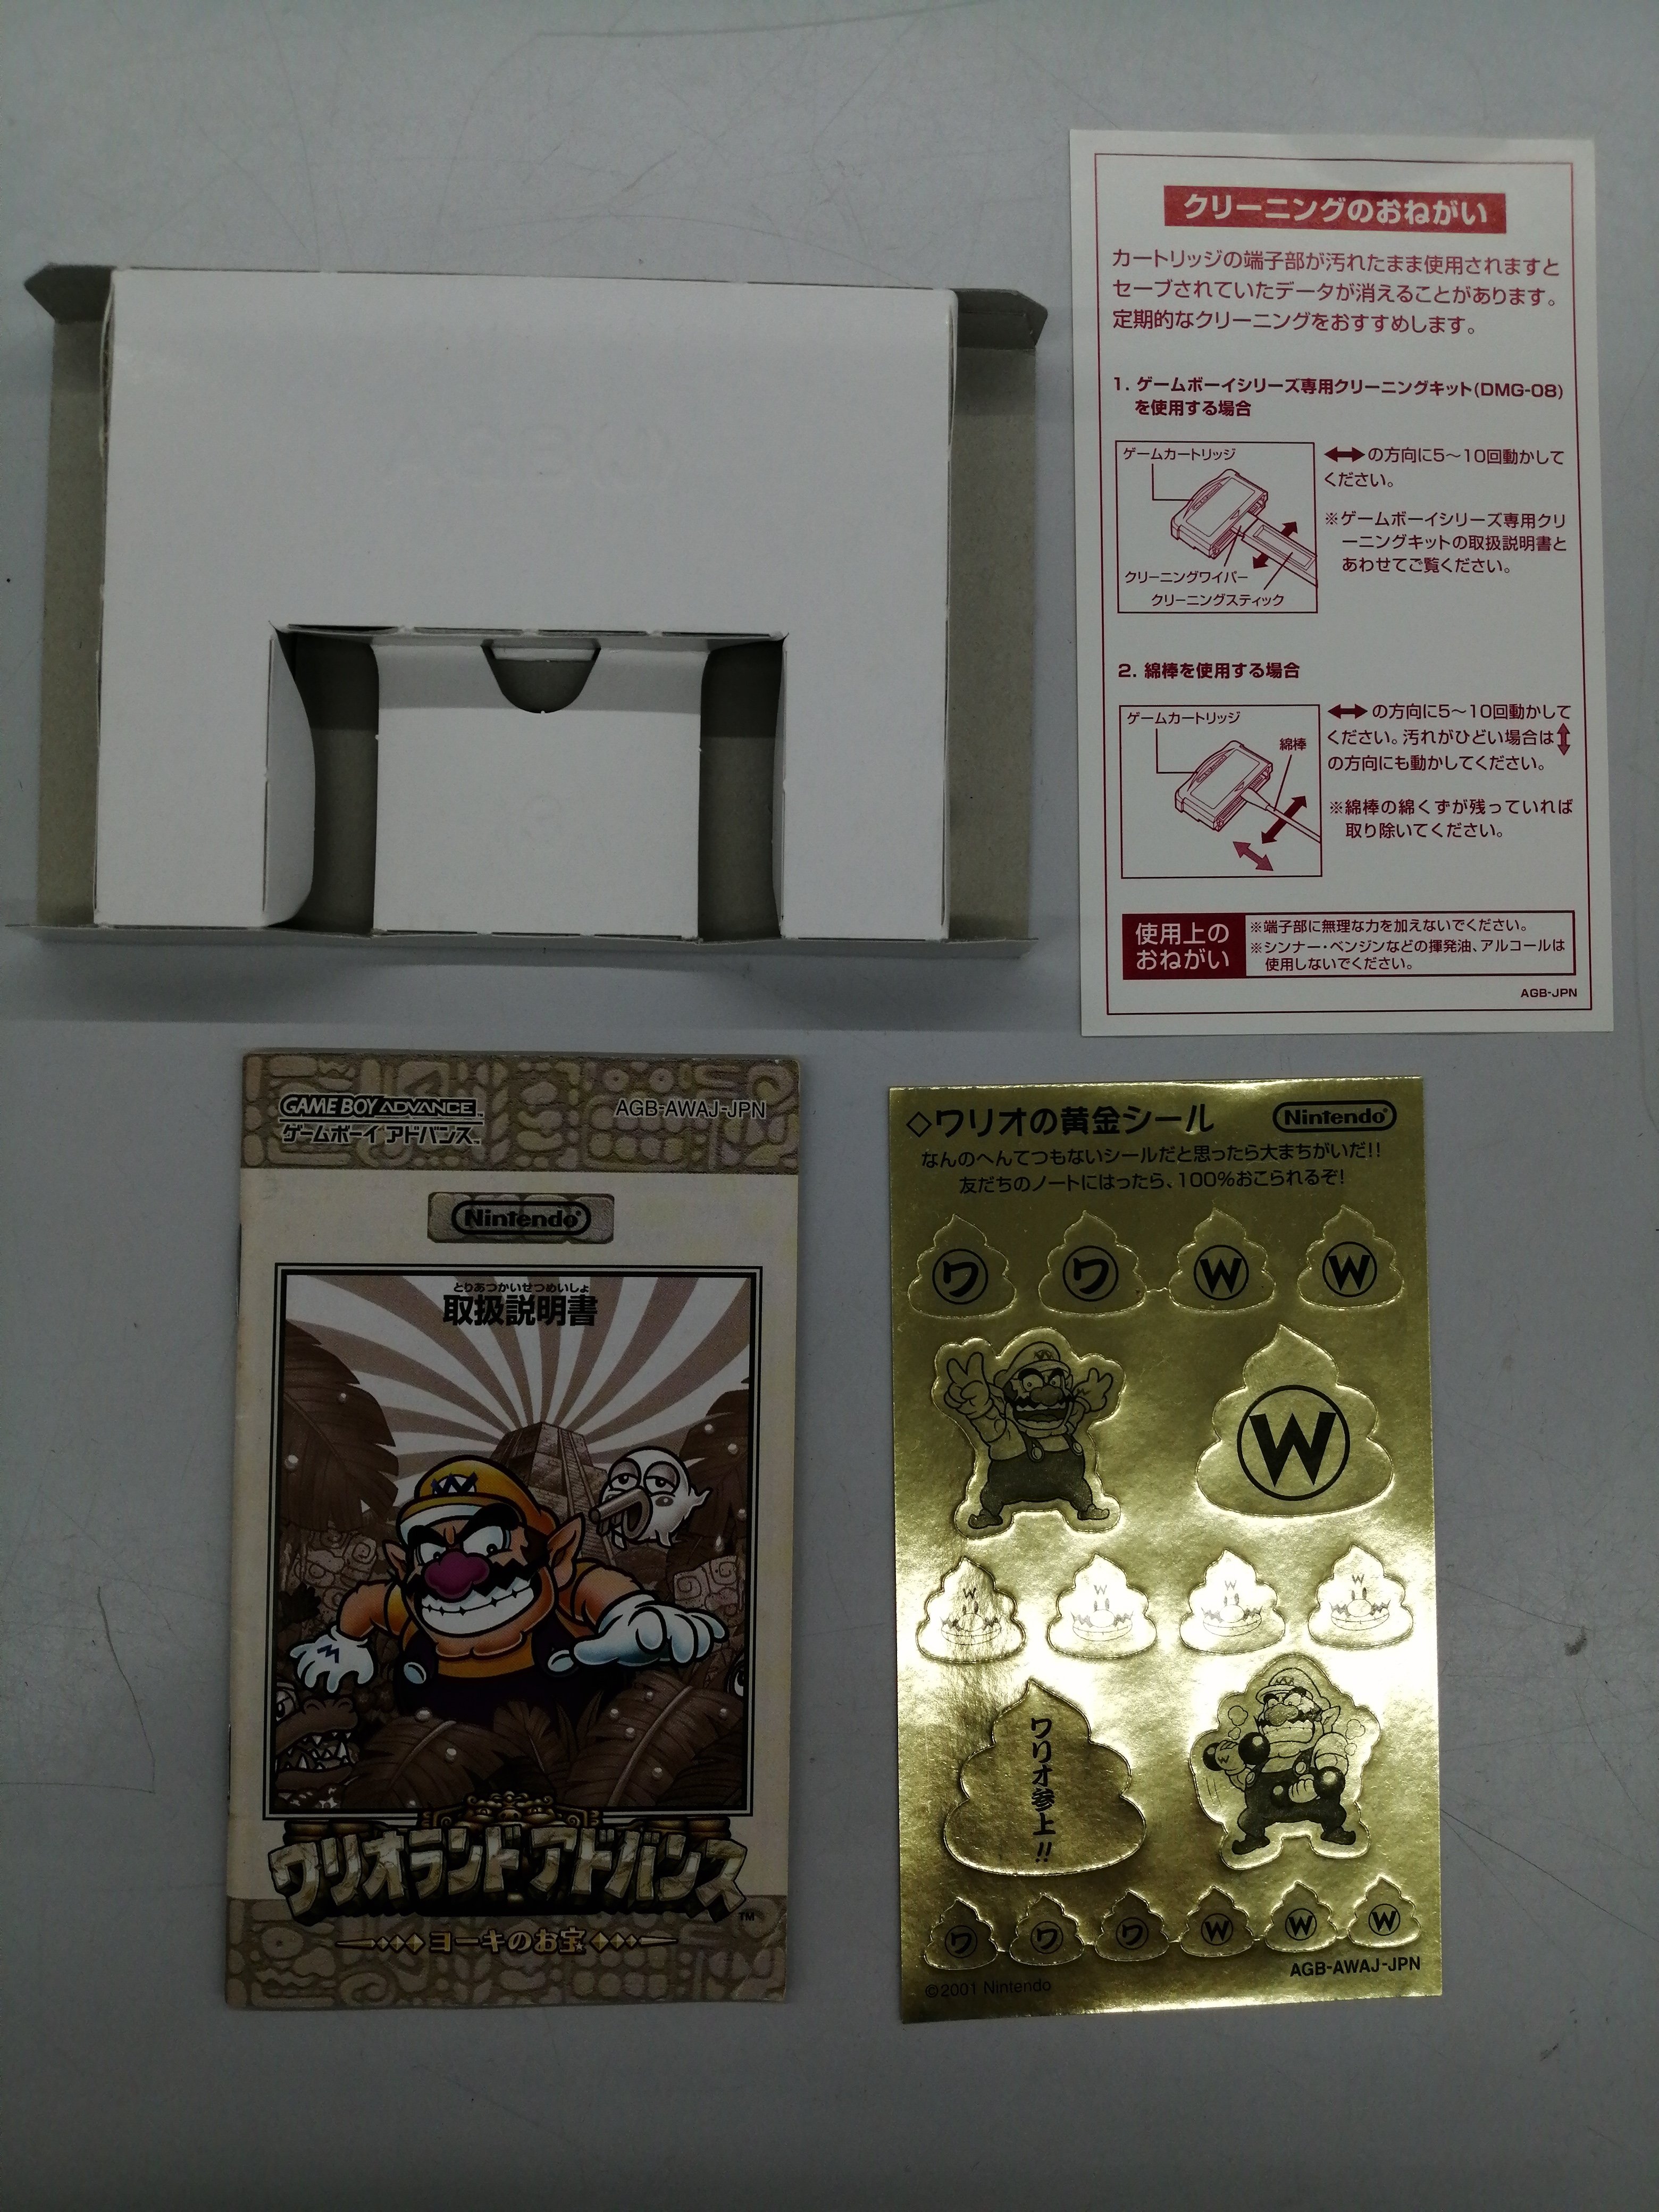 クリーニングのおねがい
カートリッジの端子部が汚れたまま使用されますと
セーブされていたデータが消えることがあります。
定期的なクリーニングをおすすめします。
1. ゲームボーイシリーズ専用クリーニングキット(DMG-08)
を使用する場合
ゲームカートリッジ
クリーニングワイパー
クリーニングスティック
の方向に5〜10回動かして
ください。
※ゲームボーイシリーズ専用クリ
ーニングキットの取扱説明書と
あわせてご覧ください。
2. 綿棒を使用する場合
ゲームカートリッジ
綿棒
の方向に5〜10回動かして
ください。汚れがひどい場合は
の方向にも動かしてください。
※綿棒の綿くずが残っていれば
取り除いてください。
使用上の
おねがい
※端子部に無理な力を加えないでください。
※シンナー・ベンジンなどの揮発油、アルコールは
使用しないでください。
AGB-JPN
GAME BOY ADVANCE™
ゲームボーイ アドバンス™
AGB-AWAJ-JPN
Nintendo®
とりあつかいせつめいしょ
取扱説明書
W
ワリオランドアドバンス™
ヨーキのお宝
◇ワリオの黄金シール
Nintendo®
なんのへんてつもないシールだと思ったら大まちがいだ!!
友だちのノートにはったら、100%おこられるぞ!
ワ ワ W W
W
W W W W
ワリオ参上!!
ワ ワ ワ W W W
AGB-AWAJ-JPN
©2001 Nintendo